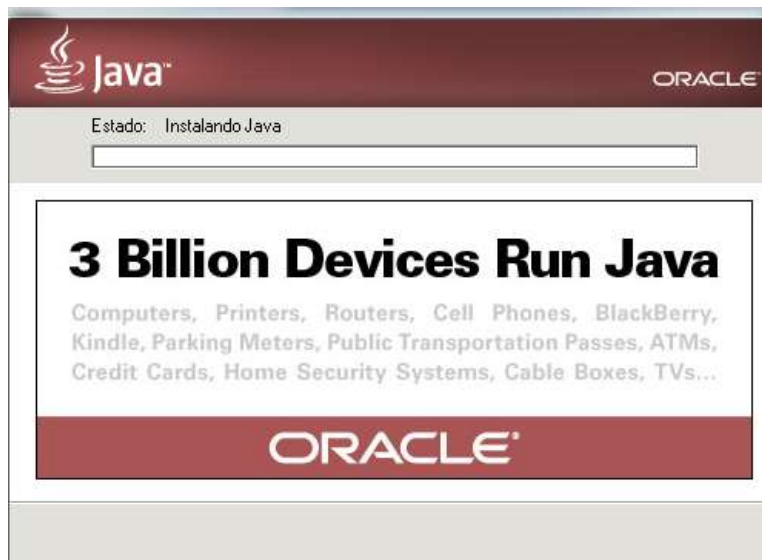 Java™
ORACLE
Estado: Instalando Java
3 Billion Devices Run Java
Computers, Printers, Routers, Cell Phones, BlackBerry,
Kindle, Parking Meters, Public Transportation Passes, ATMs,
Credit Cards, Home Security Systems, Cable Boxes, TVs...
ORACLE®